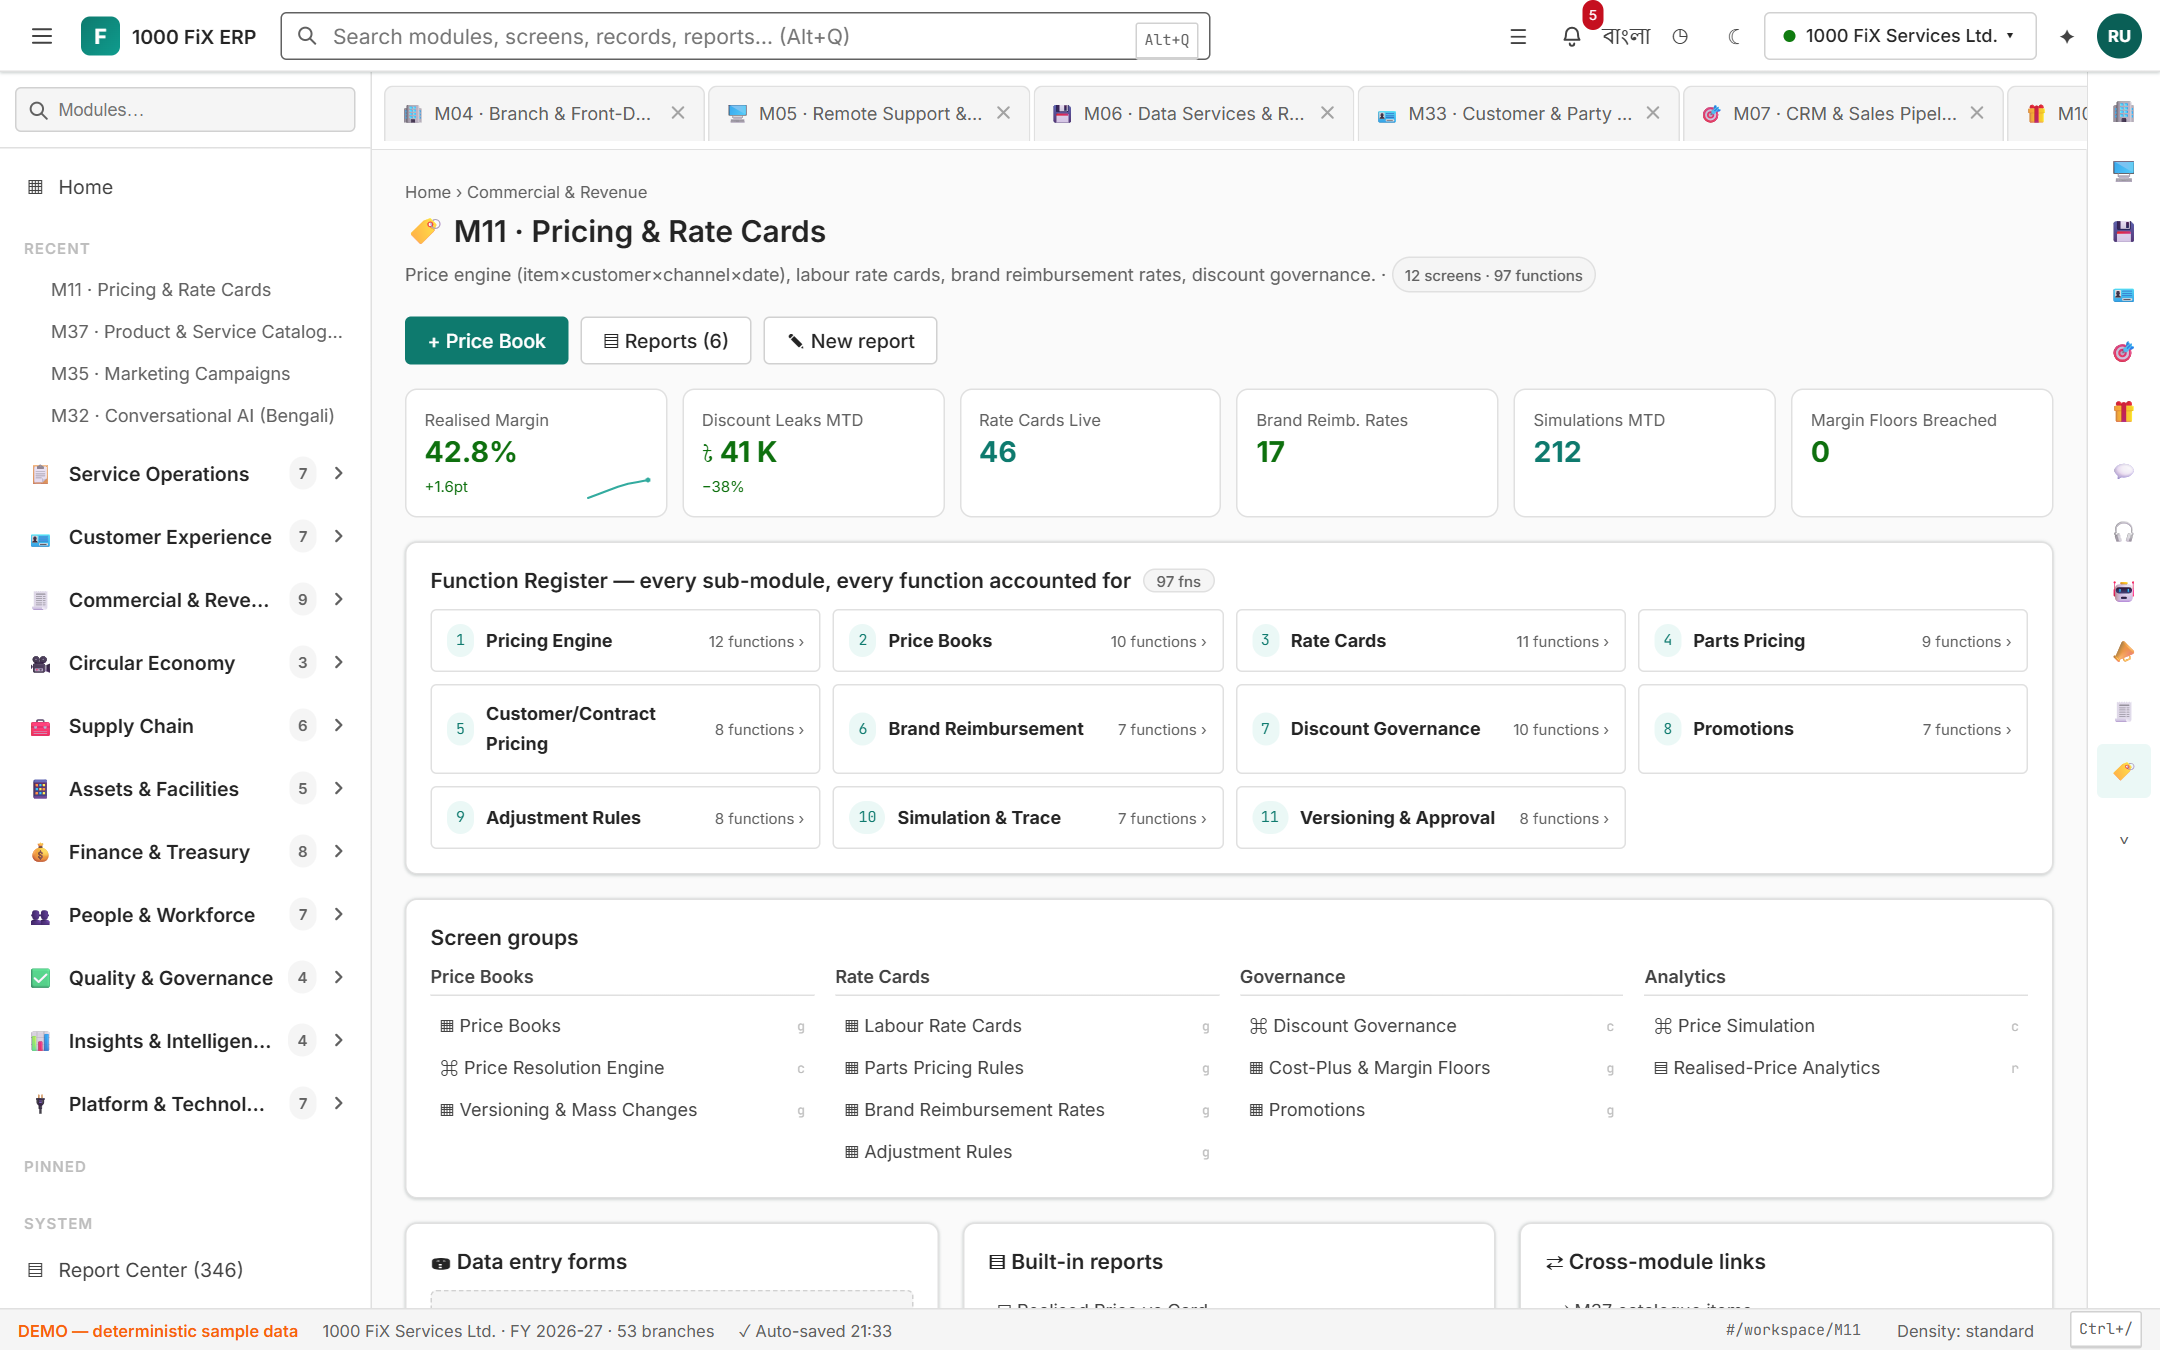 F 1000 FiX ERP
Search modules, screens, records, reports... (Alt+Q) Alt+Q
5
বাংলা
1000 FiX Services Ltd.
RU
Modules...
Home
RECENT
M11 · Pricing & Rate Cards
M37 · Product & Service Catalog...
M35 · Marketing Campaigns
M32 · Conversational AI (Bengali)
Service Operations 7
Customer Experience 7
Commercial & Reve... 9
Circular Economy 3
Supply Chain 6
Assets & Facilities 5
Finance & Treasury 8
People & Workforce 7
Quality & Governance 4
Insights & Intelligen... 4
Platform & Technol... 7
PINNED
SYSTEM
Report Center (346)
M04 · Branch & Front-D...
M05 · Remote Support &...
M06 · Data Services & R...
M33 · Customer & Party ...
M07 · CRM & Sales Pipel...
M10
Home › Commercial & Revenue
M11 · Pricing & Rate Cards
Price engine (item×customer×channel×date), labour rate cards, brand reimbursement rates, discount governance. · 12 screens · 97 functions
+ Price Book
Reports (6)
New report
Realised Margin
42.8%
+1.6pt
Discount Leaks MTD
৳ 41 K
−38%
Rate Cards Live
46
Brand Reimb. Rates
17
Simulations MTD
212
Margin Floors Breached
0
Function Register — every sub-module, every function accounted for 97 fns
1 Pricing Engine 12 functions ›
2 Price Books 10 functions ›
3 Rate Cards 11 functions ›
4 Parts Pricing 9 functions ›
5 Customer/Contract Pricing 8 functions ›
6 Brand Reimbursement 7 functions ›
7 Discount Governance 10 functions ›
8 Promotions 7 functions ›
9 Adjustment Rules 8 functions ›
10 Simulation & Trace 7 functions ›
11 Versioning & Approval 8 functions ›
Screen groups
Price Books
Price Books g
⌘ Price Resolution Engine c
Versioning & Mass Changes g
Rate Cards
Labour Rate Cards g
Parts Pricing Rules g
Brand Reimbursement Rates g
Adjustment Rules g
Governance
⌘ Discount Governance c
Cost-Plus & Margin Floors g
Promotions g
Analytics
⌘ Price Simulation c
Realised-Price Analytics r
Data entry forms
Built-in reports
Realised Price vs Card
Cross-module links
M37 catalogue items
DEMO — deterministic sample data
1000 FiX Services Ltd. · FY 2026-27 · 53 branches
✓ Auto-saved 21:33
#/workspace/M11
Density: standard
Ctrl+/